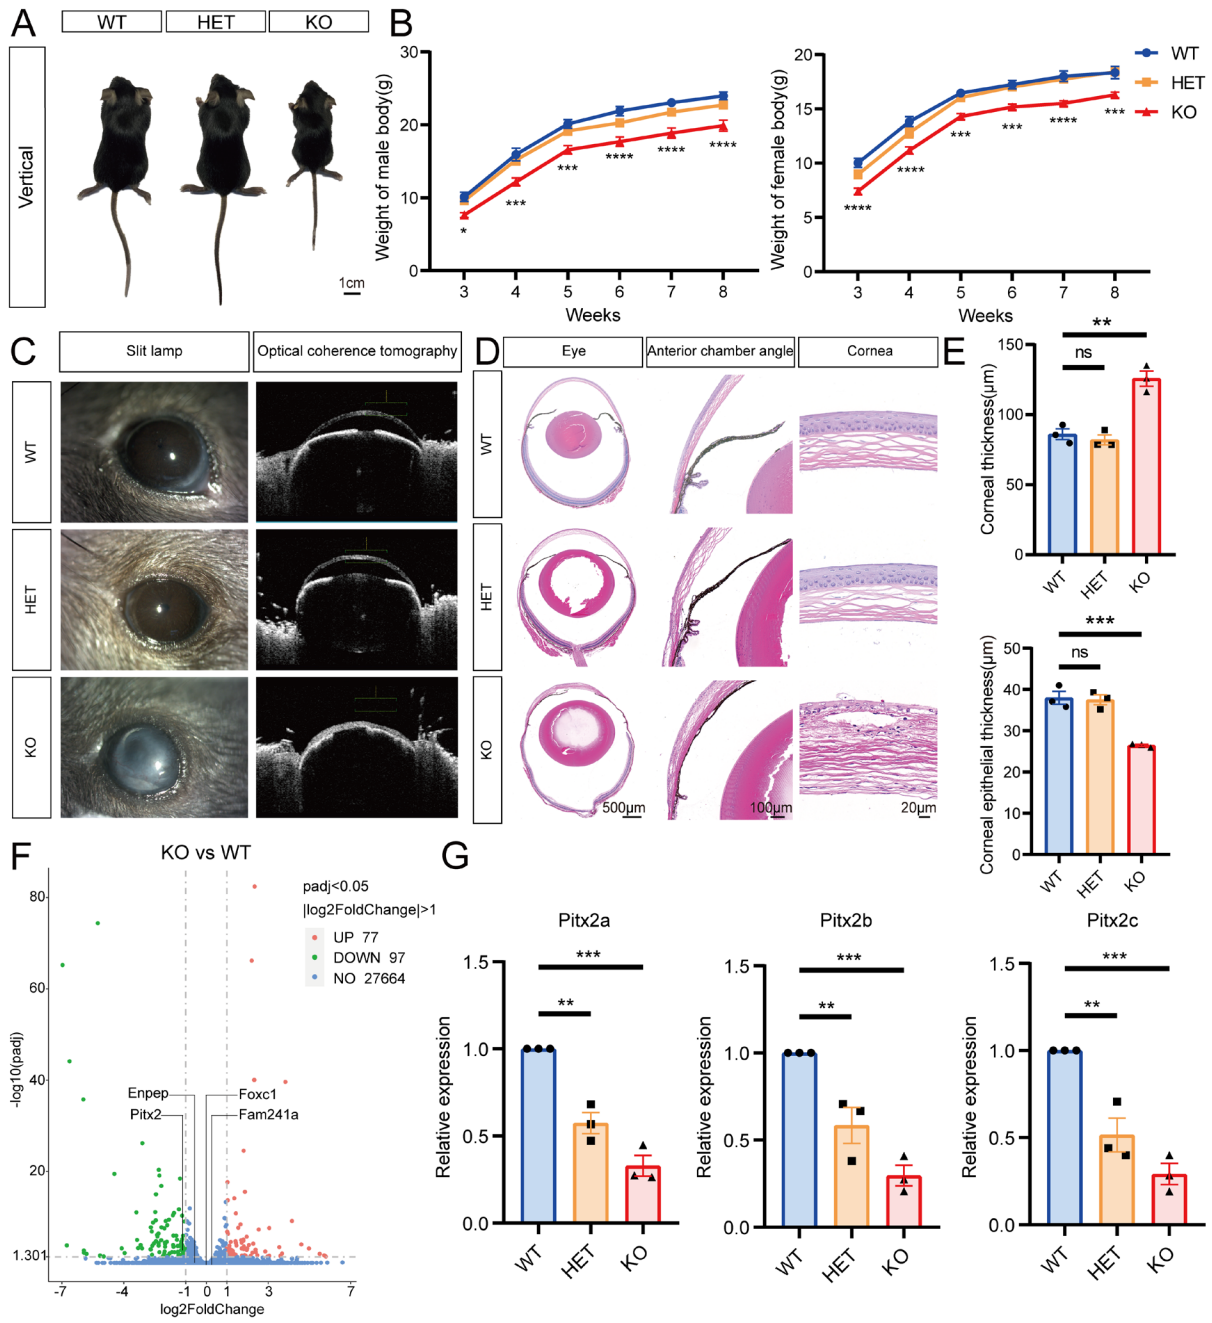 A
WT
HET
KO
Vertical
1cm
B
Weight of male body(g)
30
20
10
0
3
4
5
6
7
8
Weeks
*
***
***
****
****
****
Weight of female body(g)
20
15
10
5
0
3
4
5
6
7
8
Weeks
****
****
***
***
****
***
WT
HET
KO
C
Slit lamp
Optical coherence tomography
WT
HET
KO
D
Eye
Anterior chamber angle
Cornea
WT
HET
KO
500μm
100μm
20μm
E
Corneal thickness(μm)
150
100
50
0
**
ns
WT
HET
KO
Corneal epithelial thickness(μm)
50
40
30
20
10
0
***
ns
WT
HET
KO
F
KO vs WT
padj<0.05
|log2FoldChange|>1
UP 77
DOWN 97
NO 27664
-log10(padj)
80
60
40
20
1.301
Enpep
Foxc1
Pitx2
Fam241a
-7
-4
-1
0
1
3
7
log2FoldChange
G
Pitx2a
Relative expression
1.5
1.0
0.5
0.0
***
**
WT
HET
KO
Pitx2b
Relative expression
1.5
1.0
0.5
0.0
***
**
WT
HET
KO
Pitx2c
Relative expression
1.5
1.0
0.5
0.0
***
**
WT
HET
KO